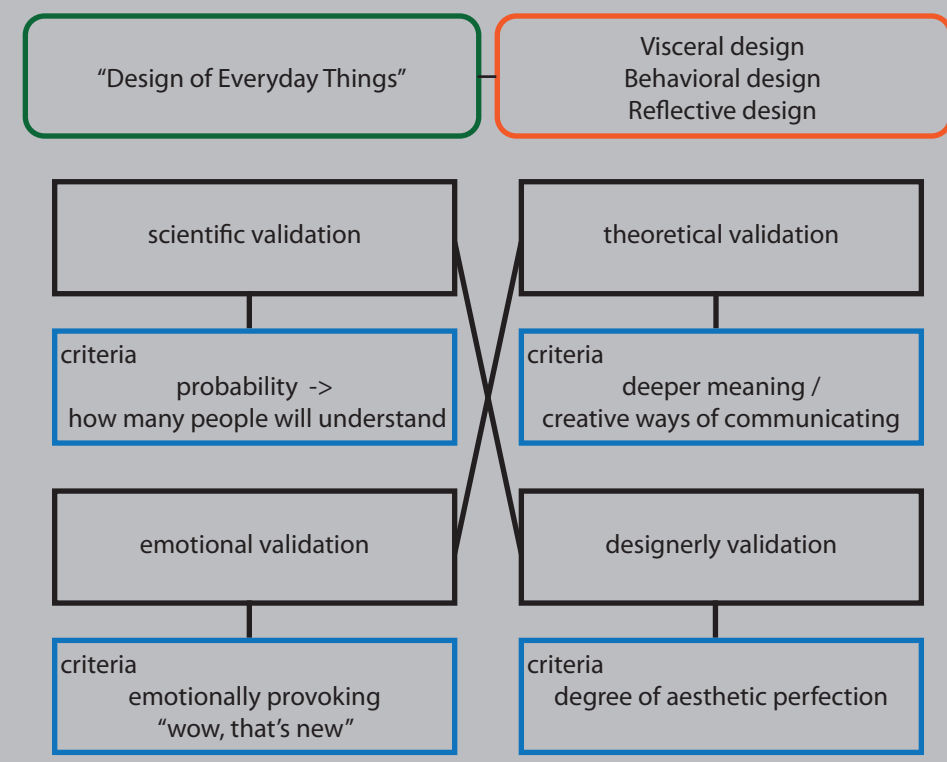 “Design of Everyday Things”
Visceral design
Behavioral design
Reflective design
scientific validation
theoretical validation
criteria
probability ->
how many people will understand
criteria
deeper meaning /
creative ways of communicating
emotional validation
designerly validation
criteria
emotionally provoking
“wow, that’s new”
criteria
degree of aesthetic perfection